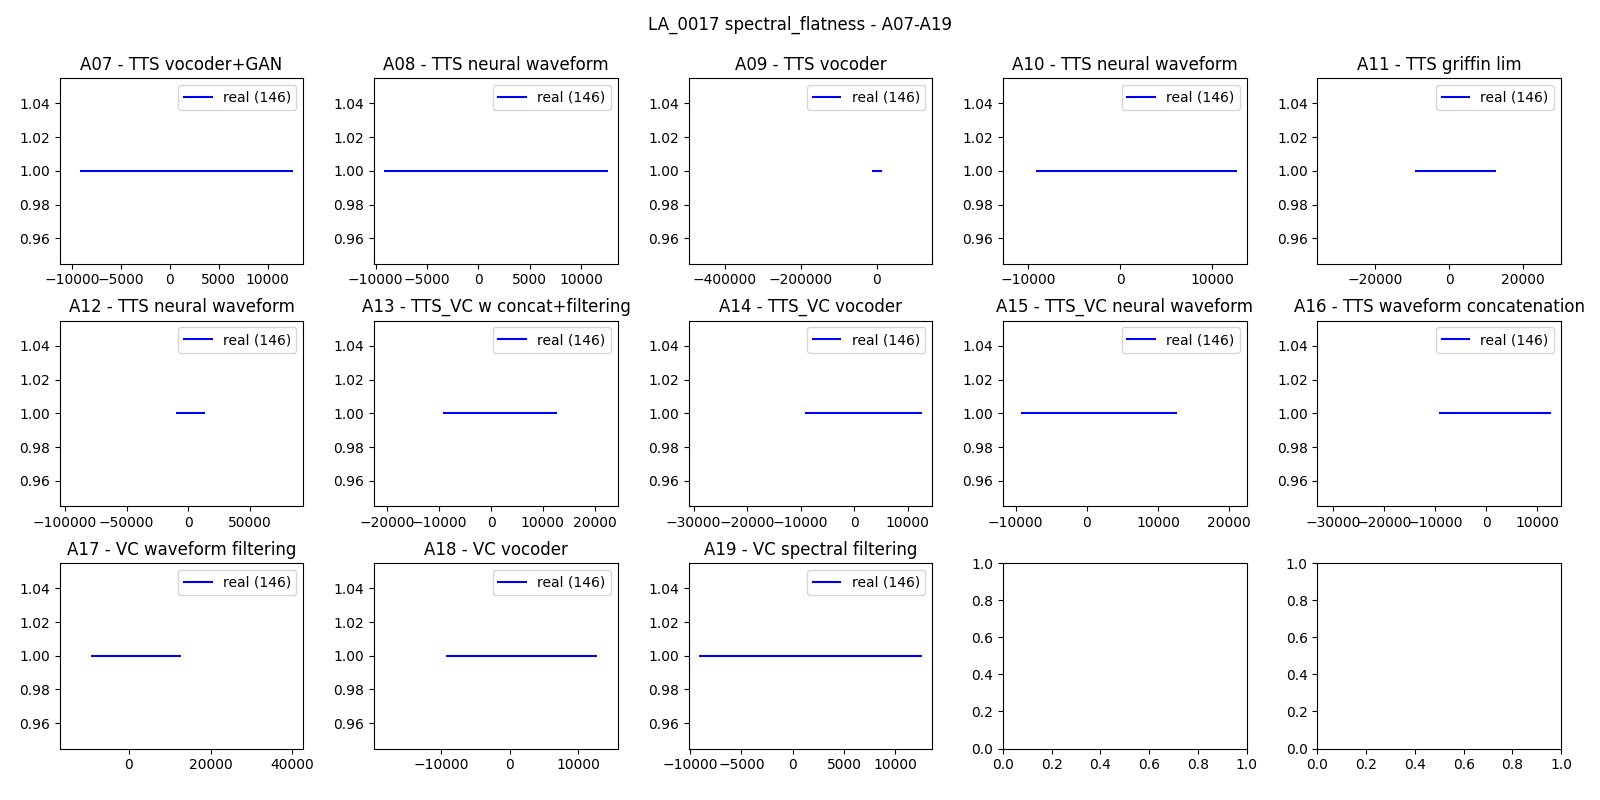 LA_0017 spectral_flatness - A07-A19
A07 - TTS vocoder+GAN
real (146)
1.04
1.02
1.00
0.98
0.96
−10000 −5000 0 5000 10000
A08 - TTS neural waveform
real (146)
1.04
1.02
1.00
0.98
0.96
−10000 −5000 0 5000 10000
A09 - TTS vocoder
real (146)
1.04
1.02
1.00
0.98
0.96
−400000 −200000 0
A10 - TTS neural waveform
real (146)
1.04
1.02
1.00
0.98
0.96
−10000 0 10000
A11 - TTS griffin lim
real (146)
1.04
1.02
1.00
0.98
0.96
−20000 0 20000
A12 - TTS neural waveform
real (146)
1.04
1.02
1.00
0.98
0.96
−100000 −50000 0 50000
A13 - TTS_VC w concat+filtering
real (146)
1.04
1.02
1.00
0.98
0.96
−20000 −10000 0 10000 20000
A14 - TTS_VC vocoder
real (146)
1.04
1.02
1.00
0.98
0.96
−30000 −20000 −10000 0 10000
A15 - TTS_VC neural waveform
real (146)
1.04
1.02
1.00
0.98
0.96
−10000 0 10000 20000
A16 - TTS waveform concatenation
real (146)
1.04
1.02
1.00
0.98
0.96
−30000 −20000 −10000 0 10000
A17 - VC waveform filtering
real (146)
1.04
1.02
1.00
0.98
0.96
0 20000 40000
A18 - VC vocoder
real (146)
1.04
1.02
1.00
0.98
0.96
−10000 0 10000
A19 - VC spectral filtering
real (146)
1.04
1.02
1.00
0.98
0.96
−10000 −5000 0 5000 10000
1.0
0.8
0.6
0.4
0.2
0.0
0.0 0.2 0.4 0.6 0.8 1.0
1.0
0.8
0.6
0.4
0.2
0.0
0.0 0.2 0.4 0.6 0.8 1.0